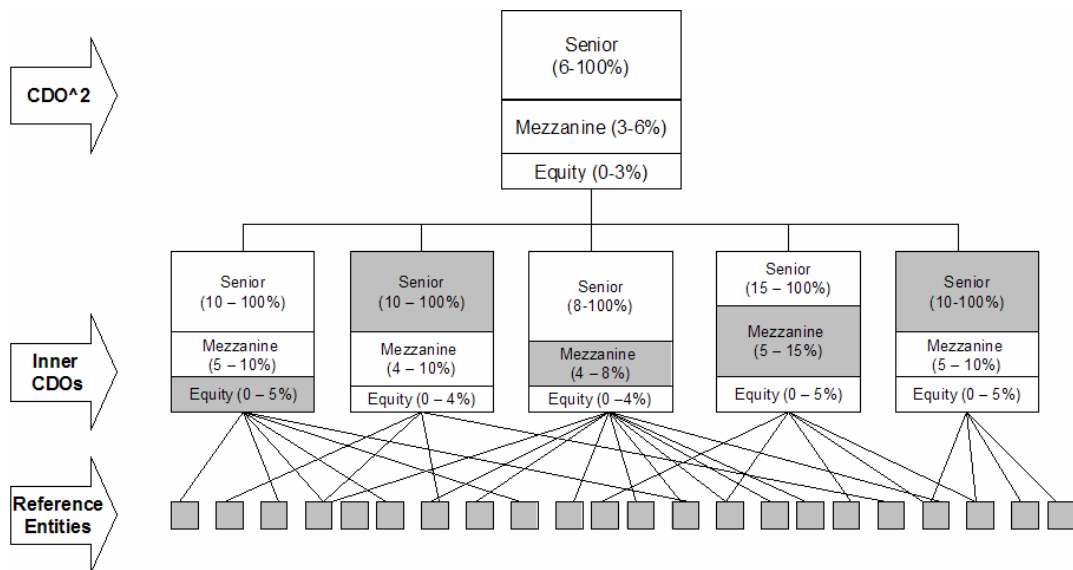 CDO^2
Senior
(6-100%)
Mezzanine (3-6%)
Equity (0-3%)
Inner
CDOs
Senior
(10 – 100%)
Mezzanine
(5 – 10%)
Equity (0 – 5%)
Senior
(10 – 100%)
Mezzanine
(4 – 10%)
Equity (0 – 4%)
Senior
(8-100%)
Mezzanine
(4 – 8%)
Equity (0 –4%)
Senior
(15 – 100%)
Mezzanine
(5 – 15%)
Equity (0 – 5%)
Senior
(10-100%)
Mezzanine
(5 – 10%)
Equity (0 – 5%)
Reference
Entities